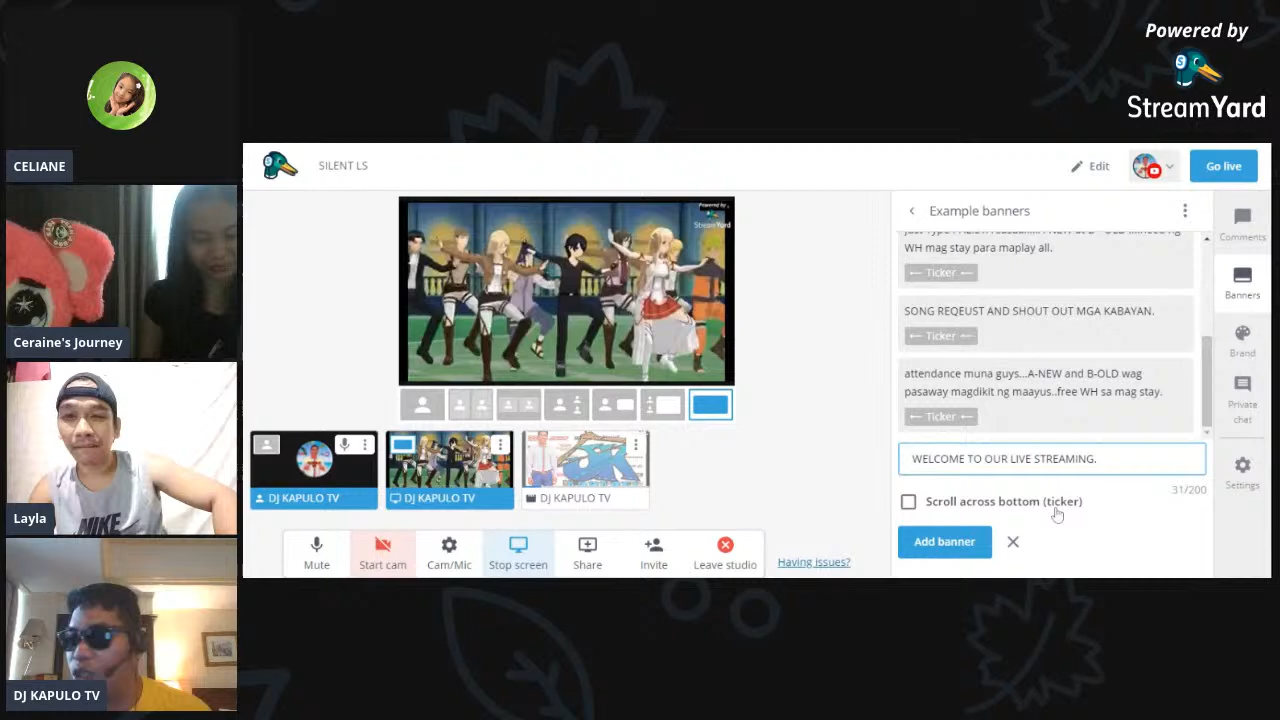 Powered by
StreamYard
CELIANE
Ceraine's Journey
Layla
DJ KAPULO TV
SILENT LS
Edit
Go live
Powered by
StreamYard
DJ KAPULO TV
DJ KAPULO TV
DJ KAPULO TV
Mute
Start cam
Cam/Mic
Stop screen
Share
Invite
Leave studio
Having issues?
Example banners
WH mag stay para maplay all.
Ticker
SONG REQEUST AND SHOUT OUT MGA KABAYAN.
Ticker
attendance muna guys...A-NEW and B-OLD wag
pasaway magdikit ng maayus..free WH sa mag stay.
Ticker
WELCOME TO OUR LIVE STREAMING.
31/200
Scroll across bottom (ticker)
Add banner
Comments
Banners
Brand
Private
chat
Settings
NIKE